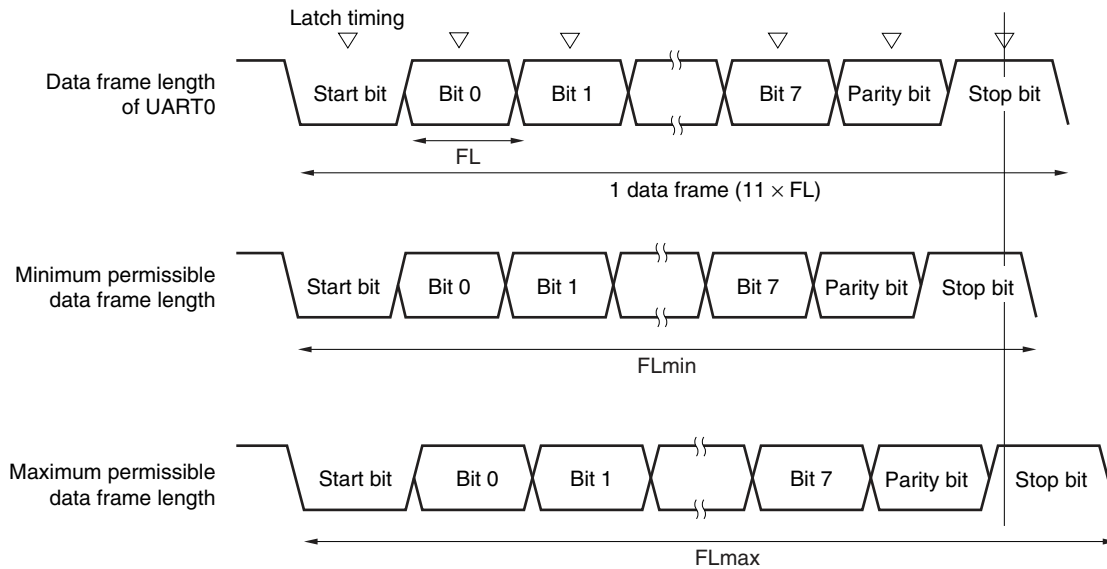 Latch timing
Data frame length
of UART0
Start bit
Bit 0
Bit 1
Bit 7
Parity bit
Stop bit
FL
1 data frame (11 × FL)
Minimum permissible
data frame length
Start bit
Bit 0
Bit 1
Bit 7
Parity bit
Stop bit
FLmin
Maximum permissible
data frame length
Start bit
Bit 0
Bit 1
Bit 7
Parity bit
Stop bit
FLmax